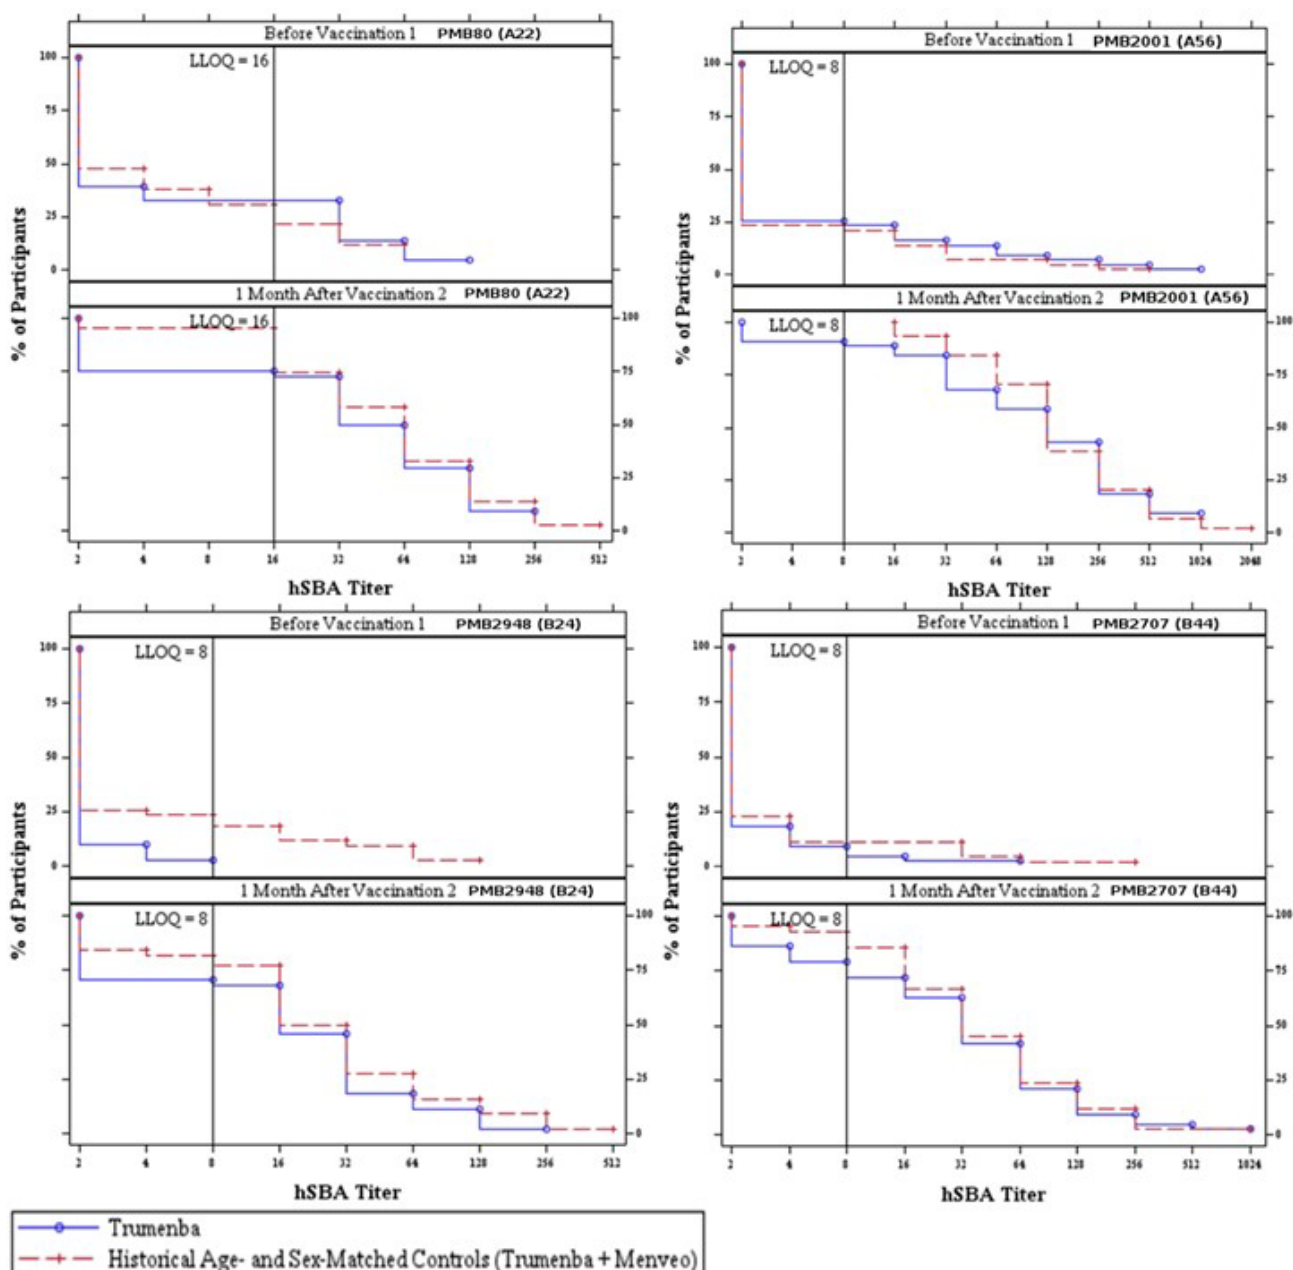 Before Vaccination 1 PMB80 (A22)
LLOQ = 16
100
75
50
25
0
1 Month After Vaccination 2 PMB80 (A22)
LLOQ = 16
100
75
50
25
0
% of Participants
2 4 8 16 32 64 128 256 512
hSBA Titer
Before Vaccination 1 PMB2001 (A56)
LLOQ = 8
100
75
50
25
0
1 Month After Vaccination 2 PMB2001 (A56)
LLOQ = 8
100
75
50
25
0
% of Participants
2 4 8 16 32 64 128 256 512 1024 2048
hSBA Titer
Before Vaccination 1 PMB2948 (B24)
LLOQ = 8
100
75
50
25
0
1 Month After Vaccination 2 PMB2948 (B24)
LLOQ = 8
100
75
50
25
0
% of Participants
2 4 8 16 32 64 128 256 512
hSBA Titer
Before Vaccination 1 PMB2707 (B44)
LLOQ = 8
100
75
50
25
0
1 Month After Vaccination 2 PMB2707 (B44)
LLOQ = 8
100
75
50
25
0
% of Participants
2 4 8 16 32 64 128 256 512 1024
hSBA Titer
Trumenba
Historical Age- and Sex-Matched Controls (Trumenba + Menveo)